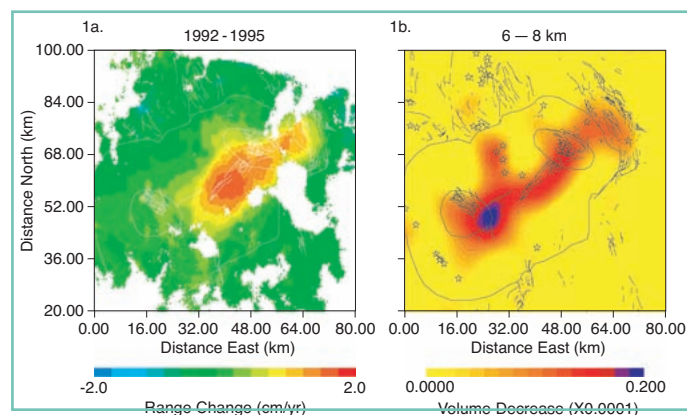 1a.
1992 - 1995
1b.
6 — 8 km
100.00
84.00
68.00
52.00
36.00
20.00
Distance North (km)
0.00 16.00 32.00 48.00 64.00 80.00
Distance East (km)
0.00 16.00 32.00 48.00 64.00 80.00
Distance East (km)
-2.0 2.0
Range Change (cm/yr)
0.0000 0.200
Volume Decrease (X0.0001)